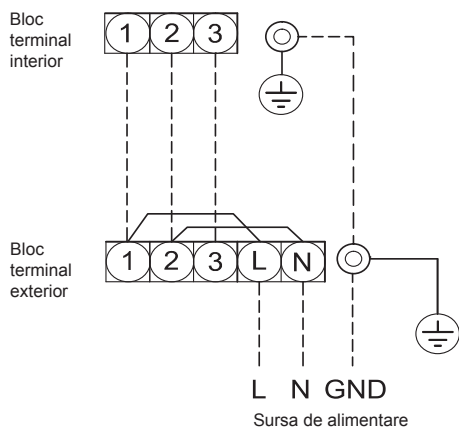 Bloc
terminal
interior
1 2 3
Bloc
terminal
exterior
1 2 3 L N
L N GND
Sursa de alimentare